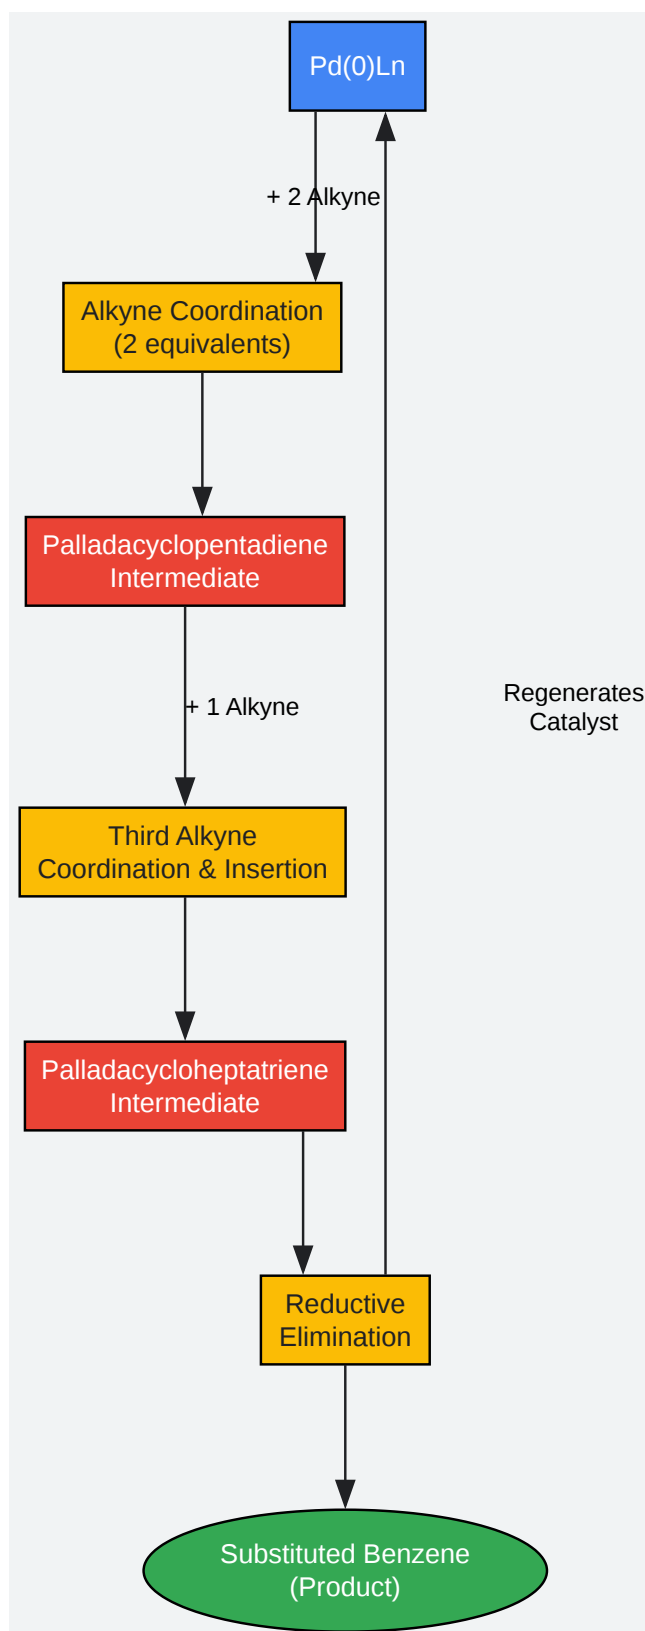 Pd(0)Ln
+ 2 Alkyne
Alkyne Coordination
(2 equivalents)
Palladacyclopentadiene
Intermediate
+ 1 Alkyne
Regenerates
Catalyst
Third Alkyne
Coordination & Insertion
Palladacycloheptatriene
Intermediate
Reductive
Elimination
Substituted Benzene
(Product)